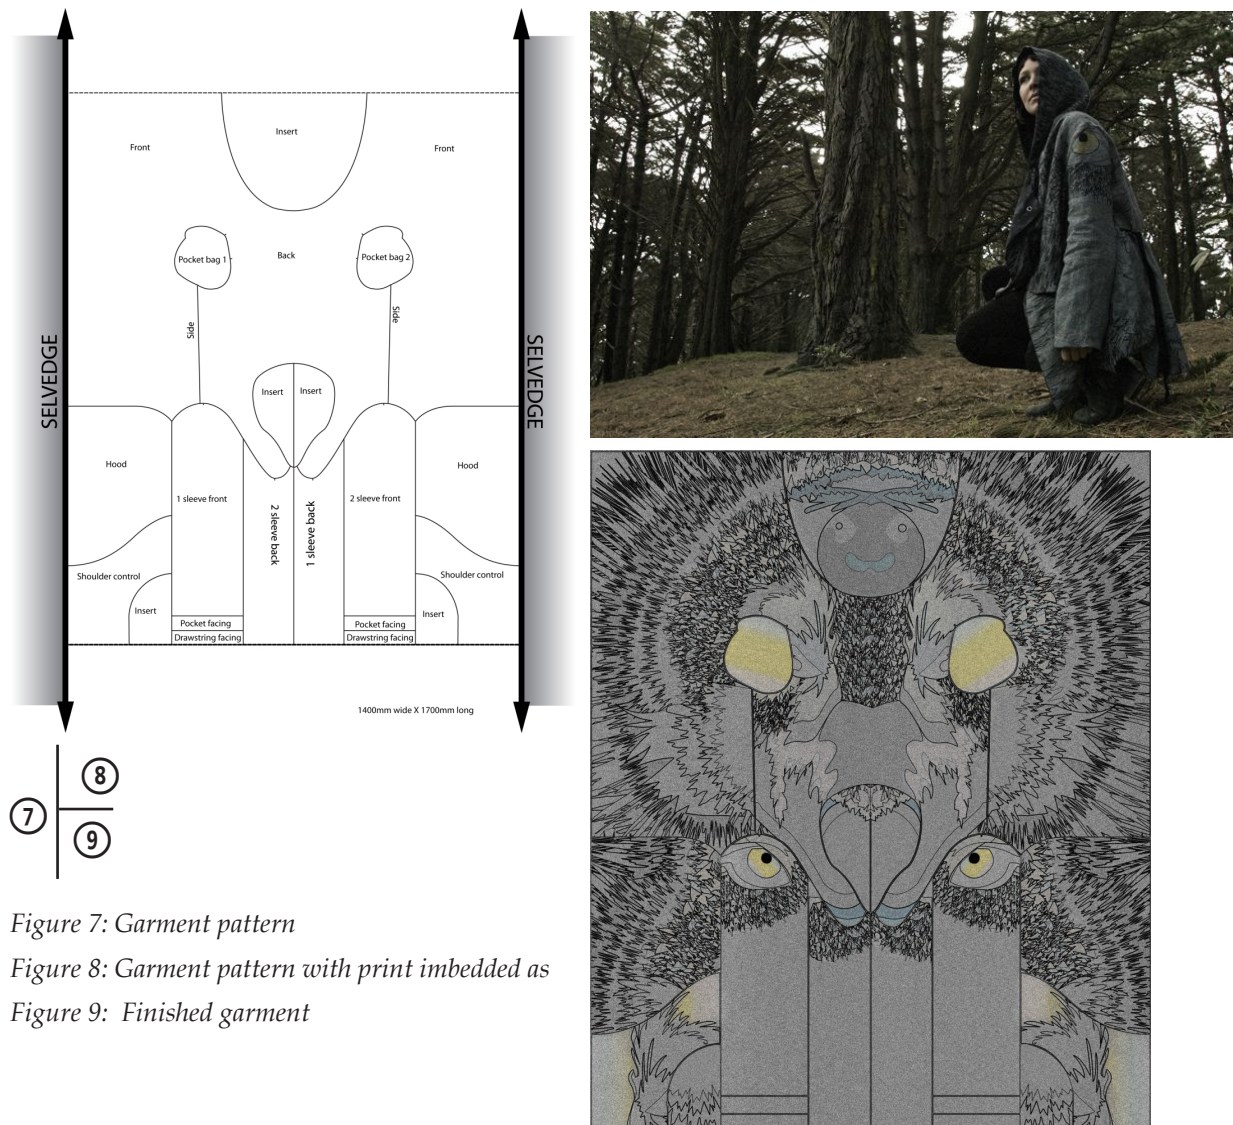 Insert
Front
Front
Pocket bag 1
Back
Pocket bag 2
Side
Side
SELVEDGE
SELVEDGE
Insert
Insert
Hood
Hood
1 sleeve front
2 sleeve back
1 sleeve back
2 sleeve front
Shoulder control
Shoulder control
Insert
Insert
Pocket facing
Pocket facing
Drawstring facing
Drawstring facing
1400mm wide X 1700mm long
8
7
9
Figure 7: Garment pattern
Figure 8: Garment pattern with print imbedded as
Figure 9: Finished garment